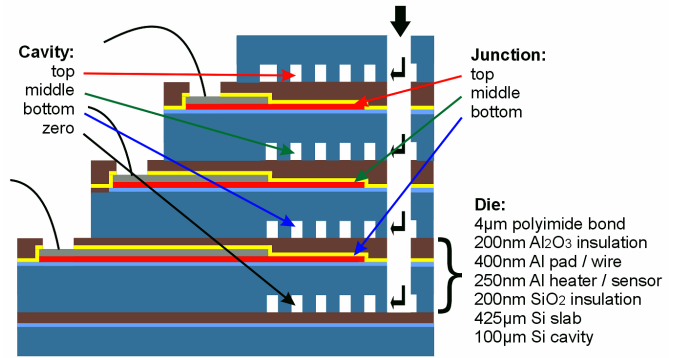 Cavity:
top
middle
bottom
zero
Junction:
top
middle
bottom
Die:
4µm polyimide bond
200nm Al2O3 insulation
400nm Al pad / wire
250nm Al heater / sensor
200nm SiO2 insulation
425µm Si slab
100µm Si cavity